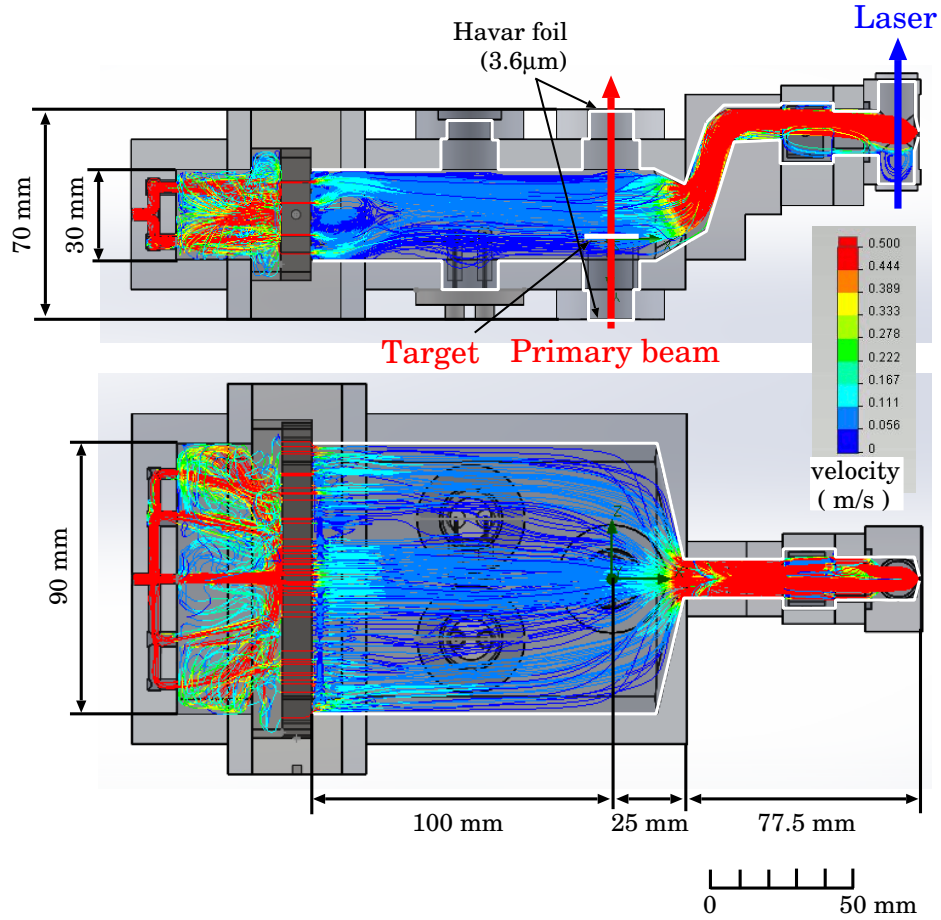 Laser
Havar foil
(3.6µm)
70 mm
30 mm
Target
Primary beam
0.500
0.444
0.389
0.333
0.278
0.222
0.167
0.111
0.056
0
velocity
( m/s )
90 mm
Z
100 mm
25 mm
77.5 mm
0
50 mm